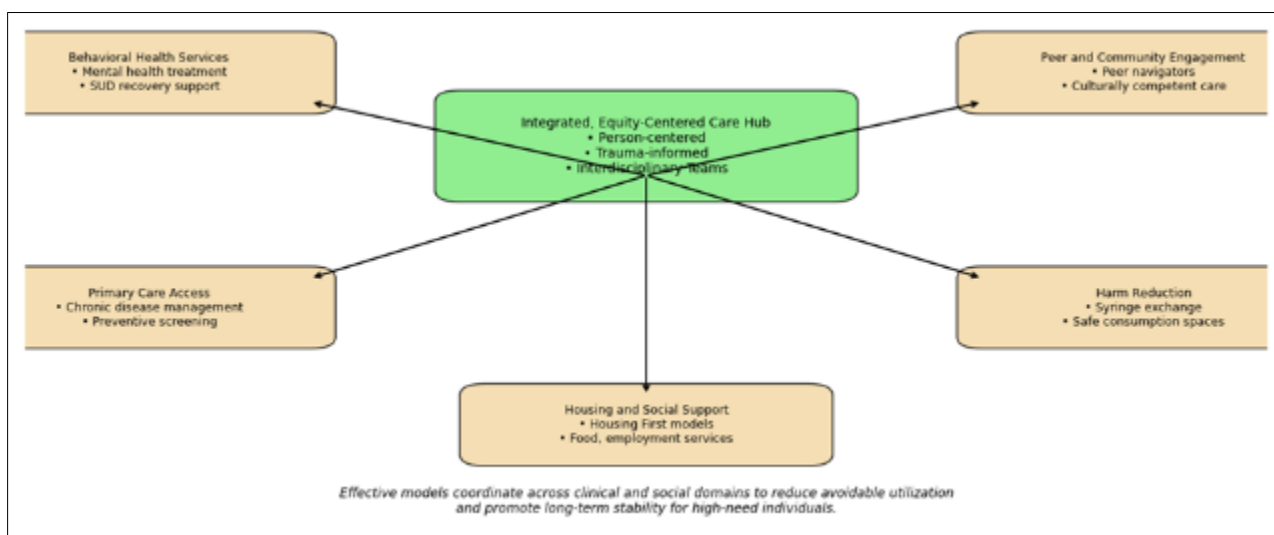 Behavioral Health Services
• Mental health treatment
• SUD recovery support
Peer and Community Engagement
• Peer navigators
• Culturally competent care
Integrated, Equity-Centered Care Hub
• Person-centered
• Trauma-informed
• Interdisciplinary Teams
Primary Care Access
• Chronic disease management
• Preventive screening
Harm Reduction
• Syringe exchange
• Safe consumption spaces
Housing and Social Support
• Housing First models
• Food, employment services
Effective models coordinate across clinical and social domains to reduce avoidable utilization
and promote long-term stability for high-need individuals.